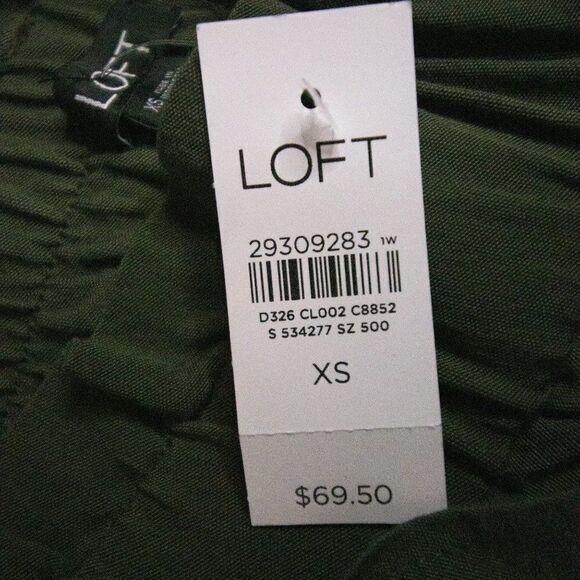 LOFT
XS
LOFT
29309283 1W
D326 CL002 C8852
S 534277 SZ 500
XS
$69.50